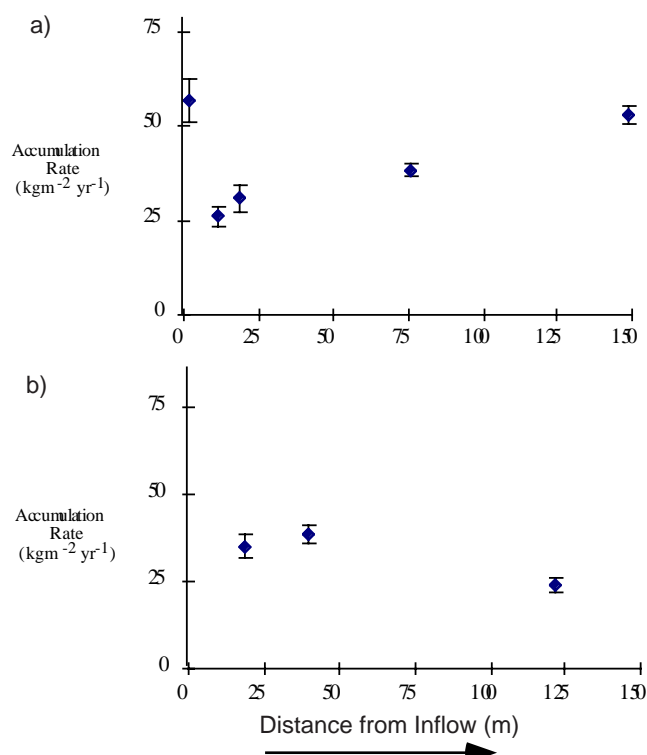 a)
75
50
25
0
Accumulation
Rate
(kgm-2 yr-1)
0 25 50 75 100 125 150
b)
75
50
25
0
Accumulation
Rate
(kgm-2 yr-1)
0 25 50 75 100 125 150
Distance from Inflow (m)